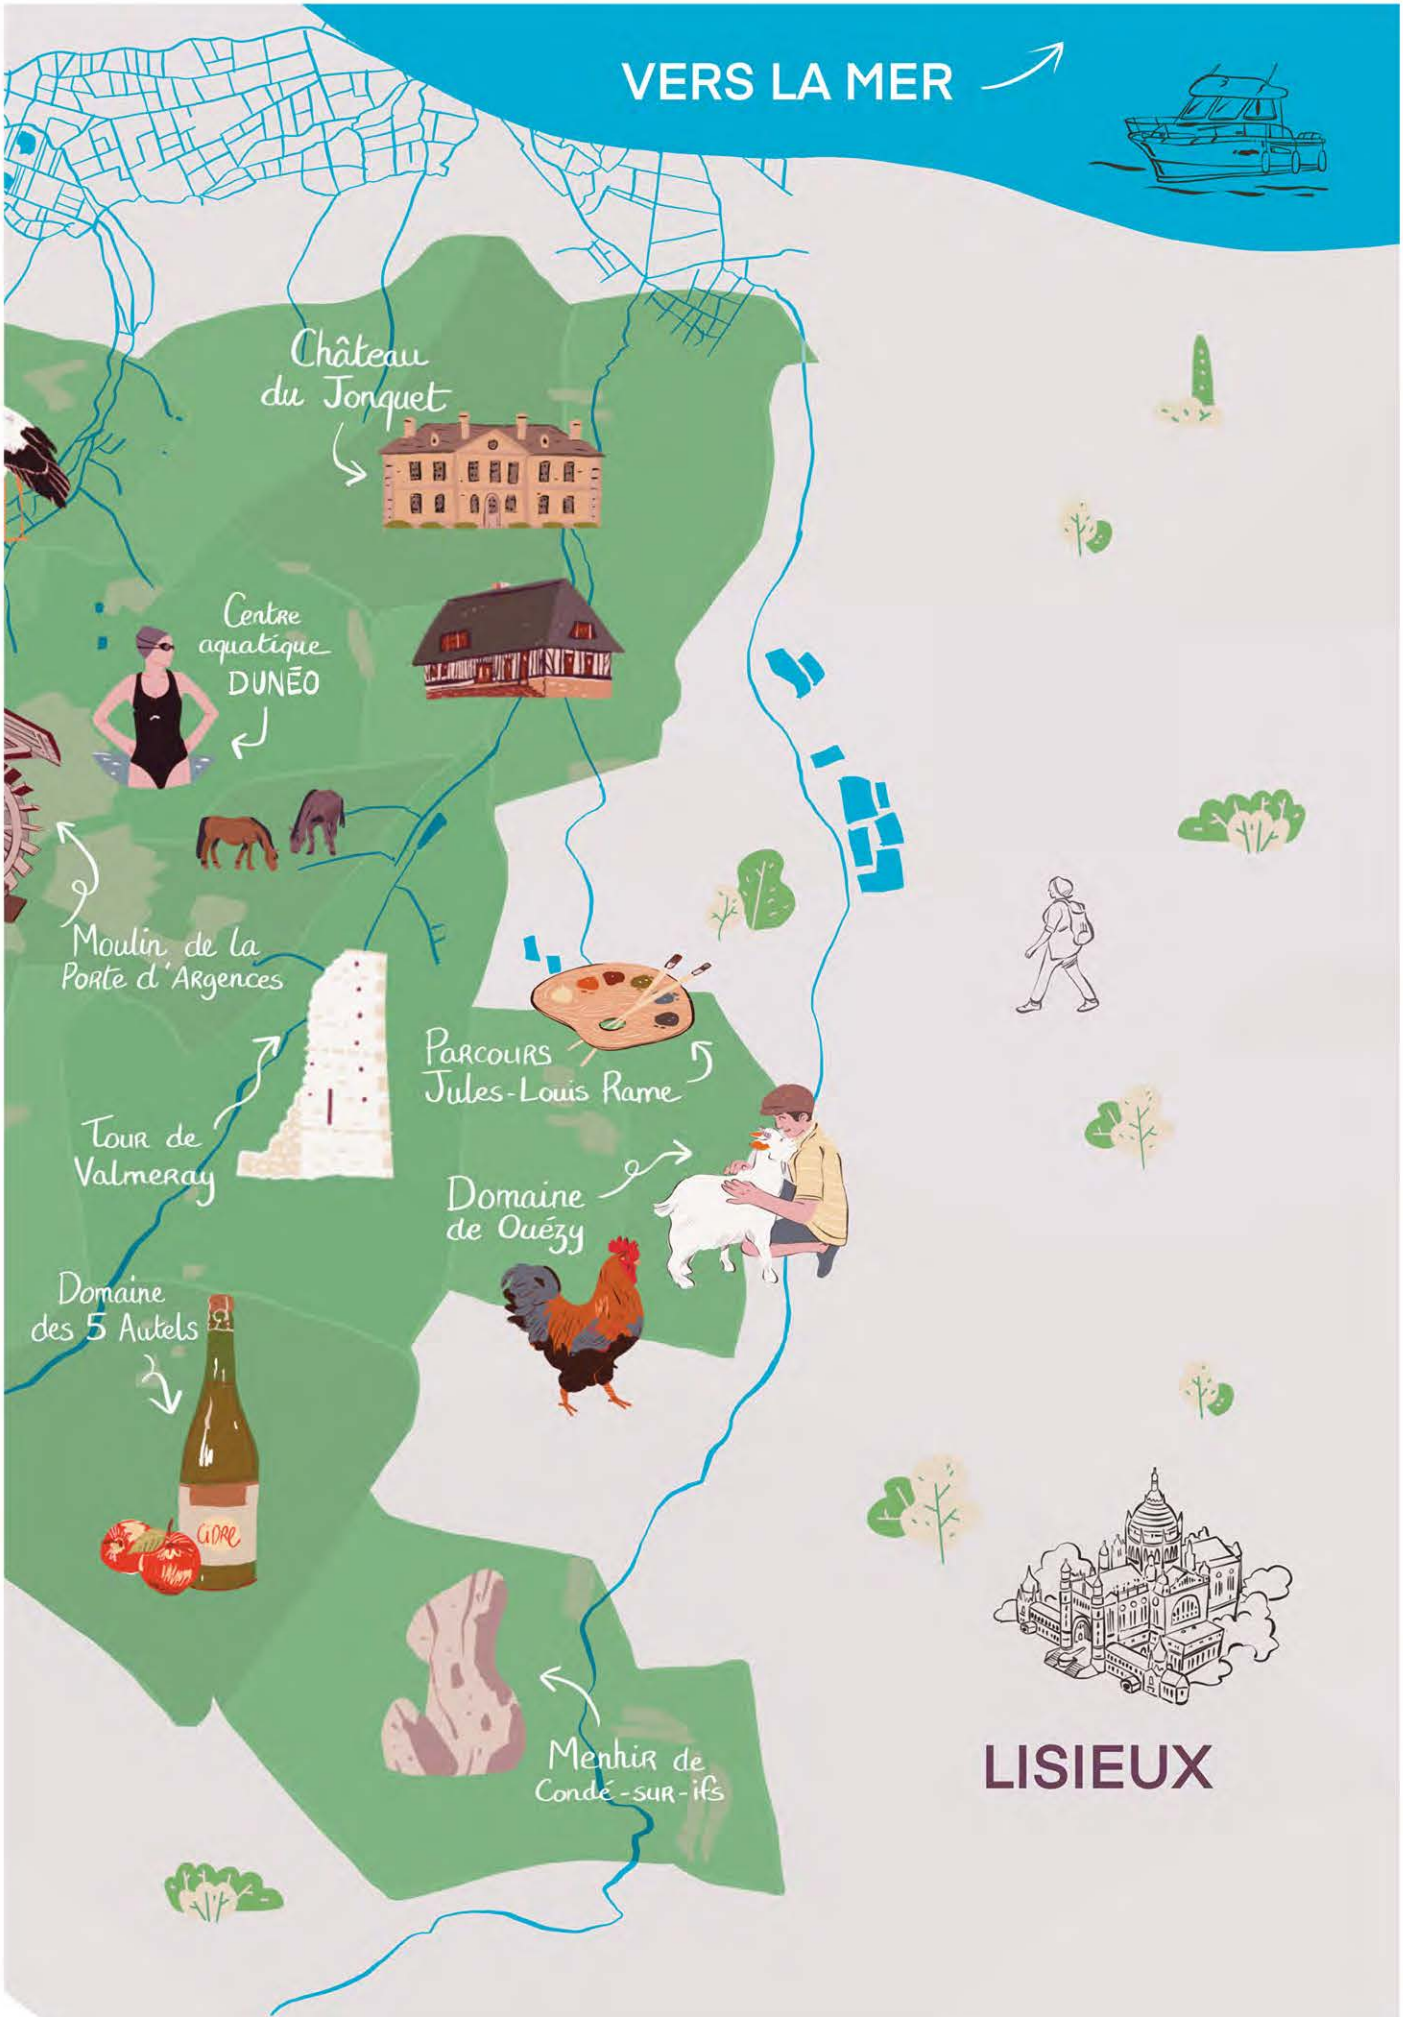 VERS LA MER
Château
du Jonquet
Centre
aquatique
DUNÉO
Moulin de la
Porte d'Argences
Parcours
Jules-Louis Rame
Tour de
Valmeray
Domaine
de Ouézy
Domaine
des 5 Autels
CIDRE
Menhir de
Condé-sur-ifs
LISIEUX